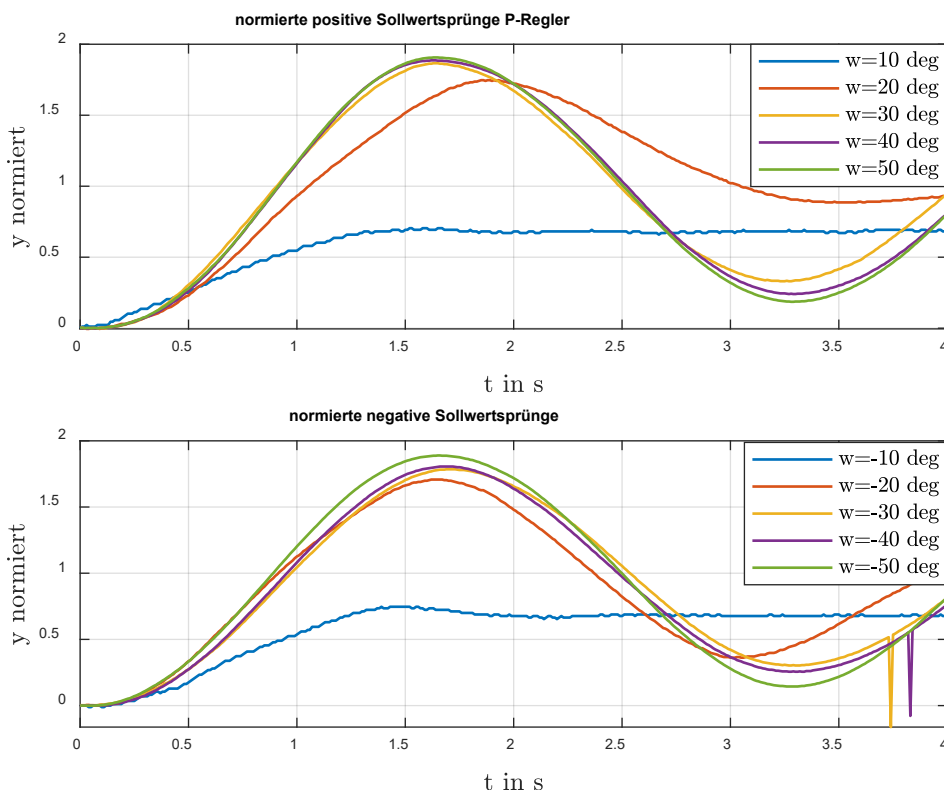 normierte positive Sollwertsprünge P-Regler
2
1.5
1
0.5
0
y normiert
w=10 deg
w=20 deg
w=30 deg
w=40 deg
w=50 deg
0 0.5 1 1.5 2 2.5 3 3.5 4
t in s
normierte negative Sollwertsprünge
2
1.5
1
0.5
0
y normiert
w=-10 deg
w=-20 deg
w=-30 deg
w=-40 deg
w=-50 deg
0 0.5 1 1.5 2 2.5 3 3.5 4
t in s